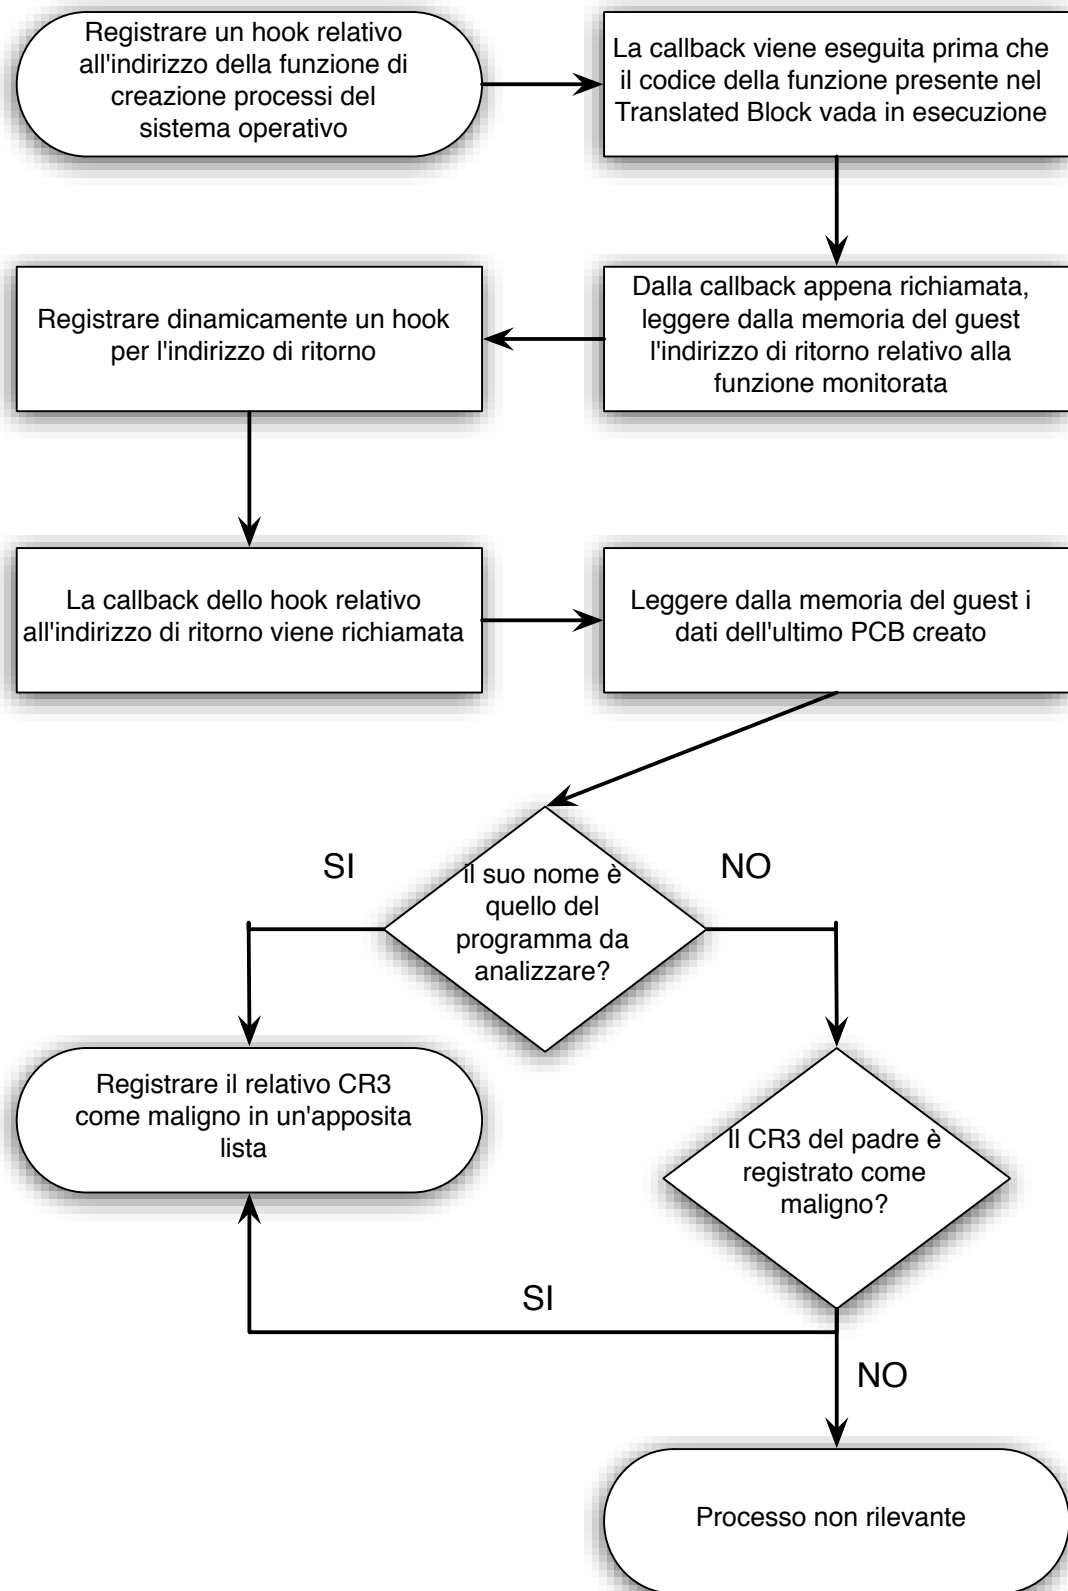 Registrare un hook relativo
all'indirizzo della funzione di
creazione processi del
sistema operativo
La callback viene eseguita prima che
il codice della funzione presente nel
Translated Block vada in esecuzione
Dalla callback appena richiamata,
leggere dalla memoria del guest
l'indirizzo di ritorno relativo alla
funzione monitorata
Registrare dinamicamente un hook
per l'indirizzo di ritorno
La callback dello hook relativo
all'indirizzo di ritorno viene richiamata
Leggere dalla memoria del guest i
dati dell'ultimo PCB creato
il suo nome è
quello del
programma da
analizzare?
SI
NO
Registrare il relativo CR3
come maligno in un'apposita
lista
Il CR3 del padre è
registrato come
maligno?
SI
NO
Processo non rilevante